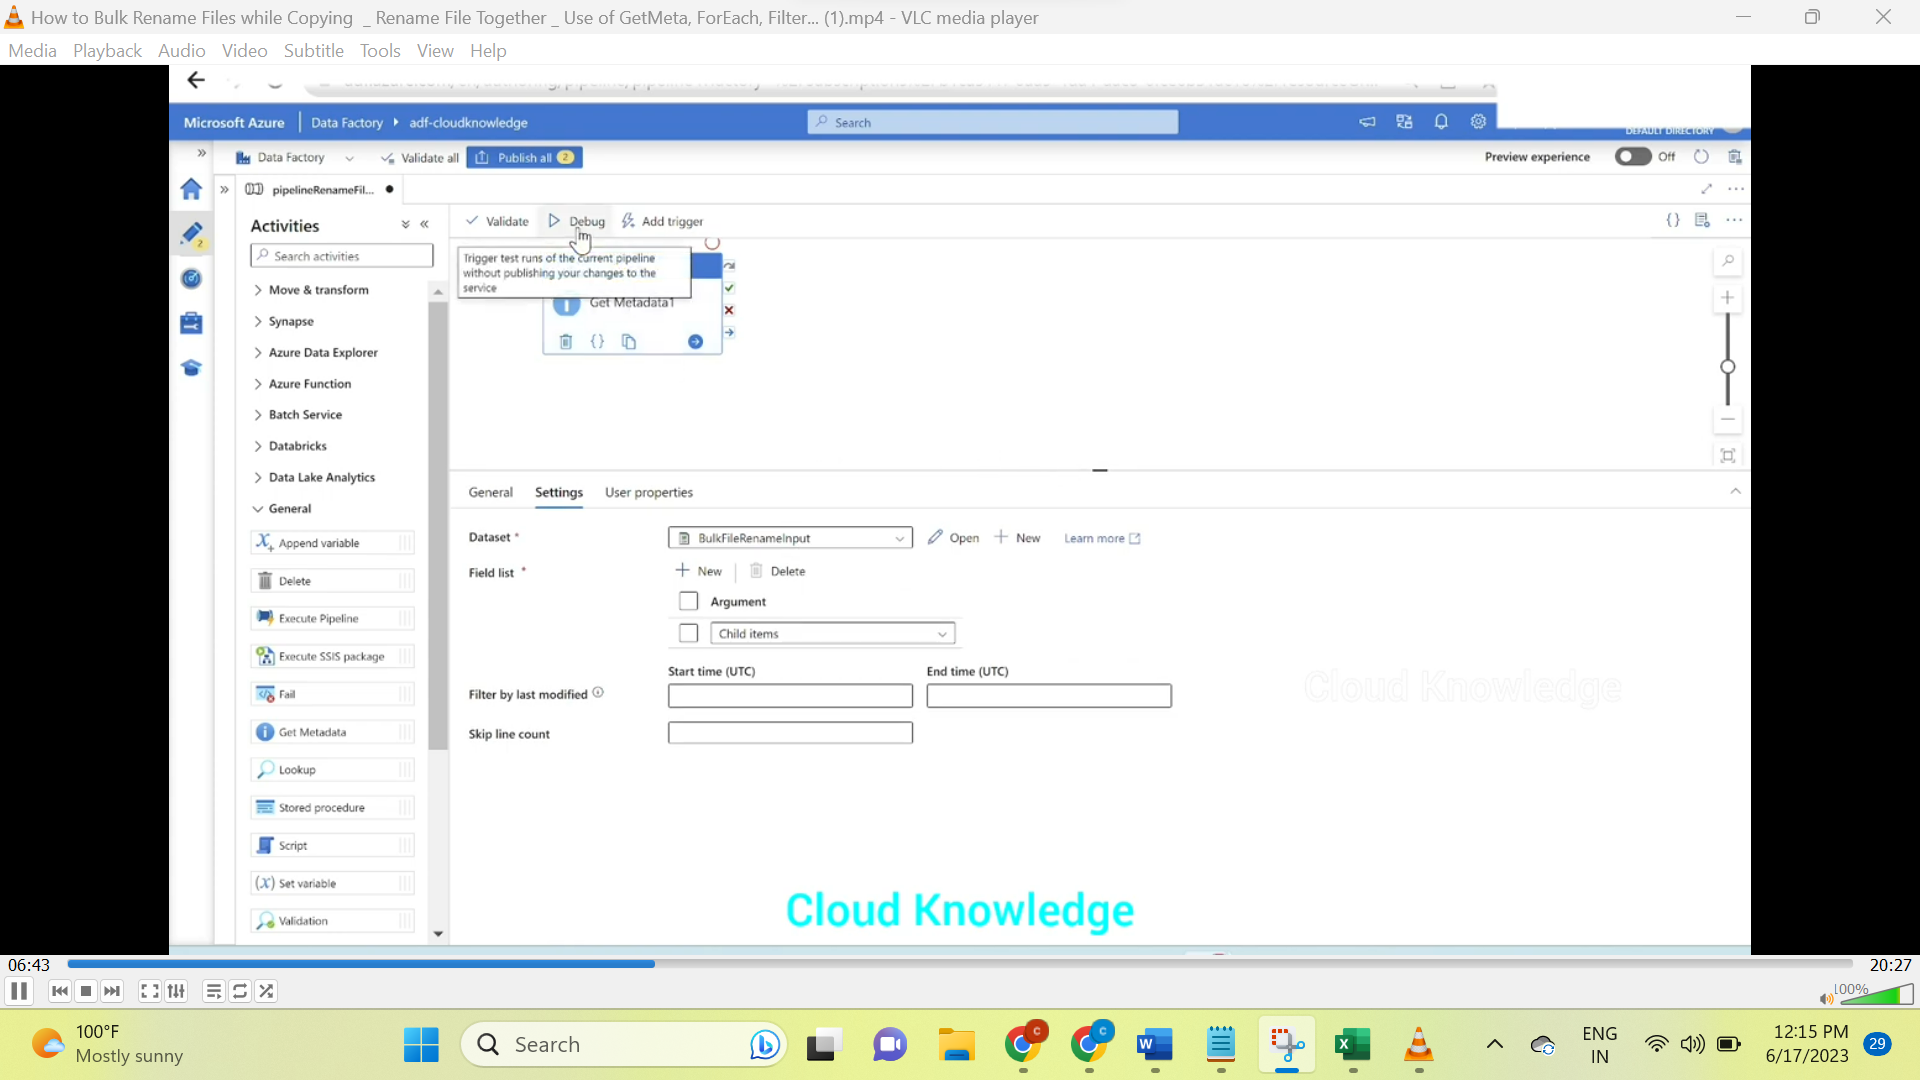 How to Bulk Rename Files while Copying _ Rename File Together _ Use of GetMeta, ForEach, Filter... (1).mp4 - VLC media player
Media Playback Audio Video Subtitle Tools View Help
Microsoft Azure Data Factory adf-cloudknowledge Search
DEFAULT DIRECTORY
Data Factory Validate all Publish all 2 Preview experience Off
pipelineRenameFil...
Activities
Validate Debug Add trigger
2
Search activities
Trigger test runs of the current pipeline
without publishing your changes to the
service
Get Metadata1
Move & transform
Synapse
Azure Data Explorer
Azure Function
Batch Service
Databricks
Data Lake Analytics
General
Append variable
Delete
Execute Pipeline
Execute SSIS package
Fail
Get Metadata
Lookup
Stored procedure
Script
Set variable
Validation
General Settings User properties
Dataset * BulkFileRenameInput Open New Learn more
Field list * New Delete
Argument
Child items
Start time (UTC) End time (UTC)
Filter by last modified
Skip line count
Cloud Knowledge
Cloud Knowledge
06:43 20:27
100%
100°F
Mostly sunny
Search
ENG
IN
12:15 PM
6/17/2023
29